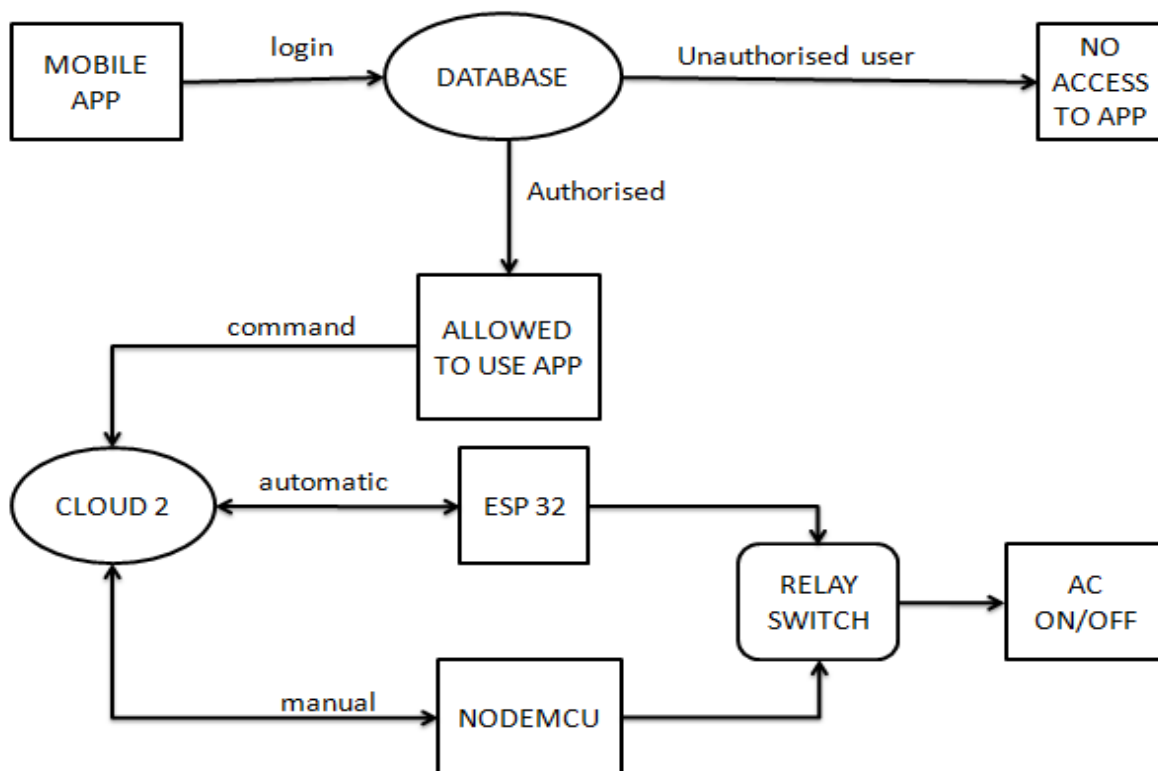 login
MOBILE
APP
DATABASE
Unauthorised user
NO
ACCESS
TO APP
Authorised
command
ALLOWED
TO USE APP
CLOUD 2
automatic
ESP 32
RELAY
SWITCH
AC
ON/OFF
manual
NODEMCU